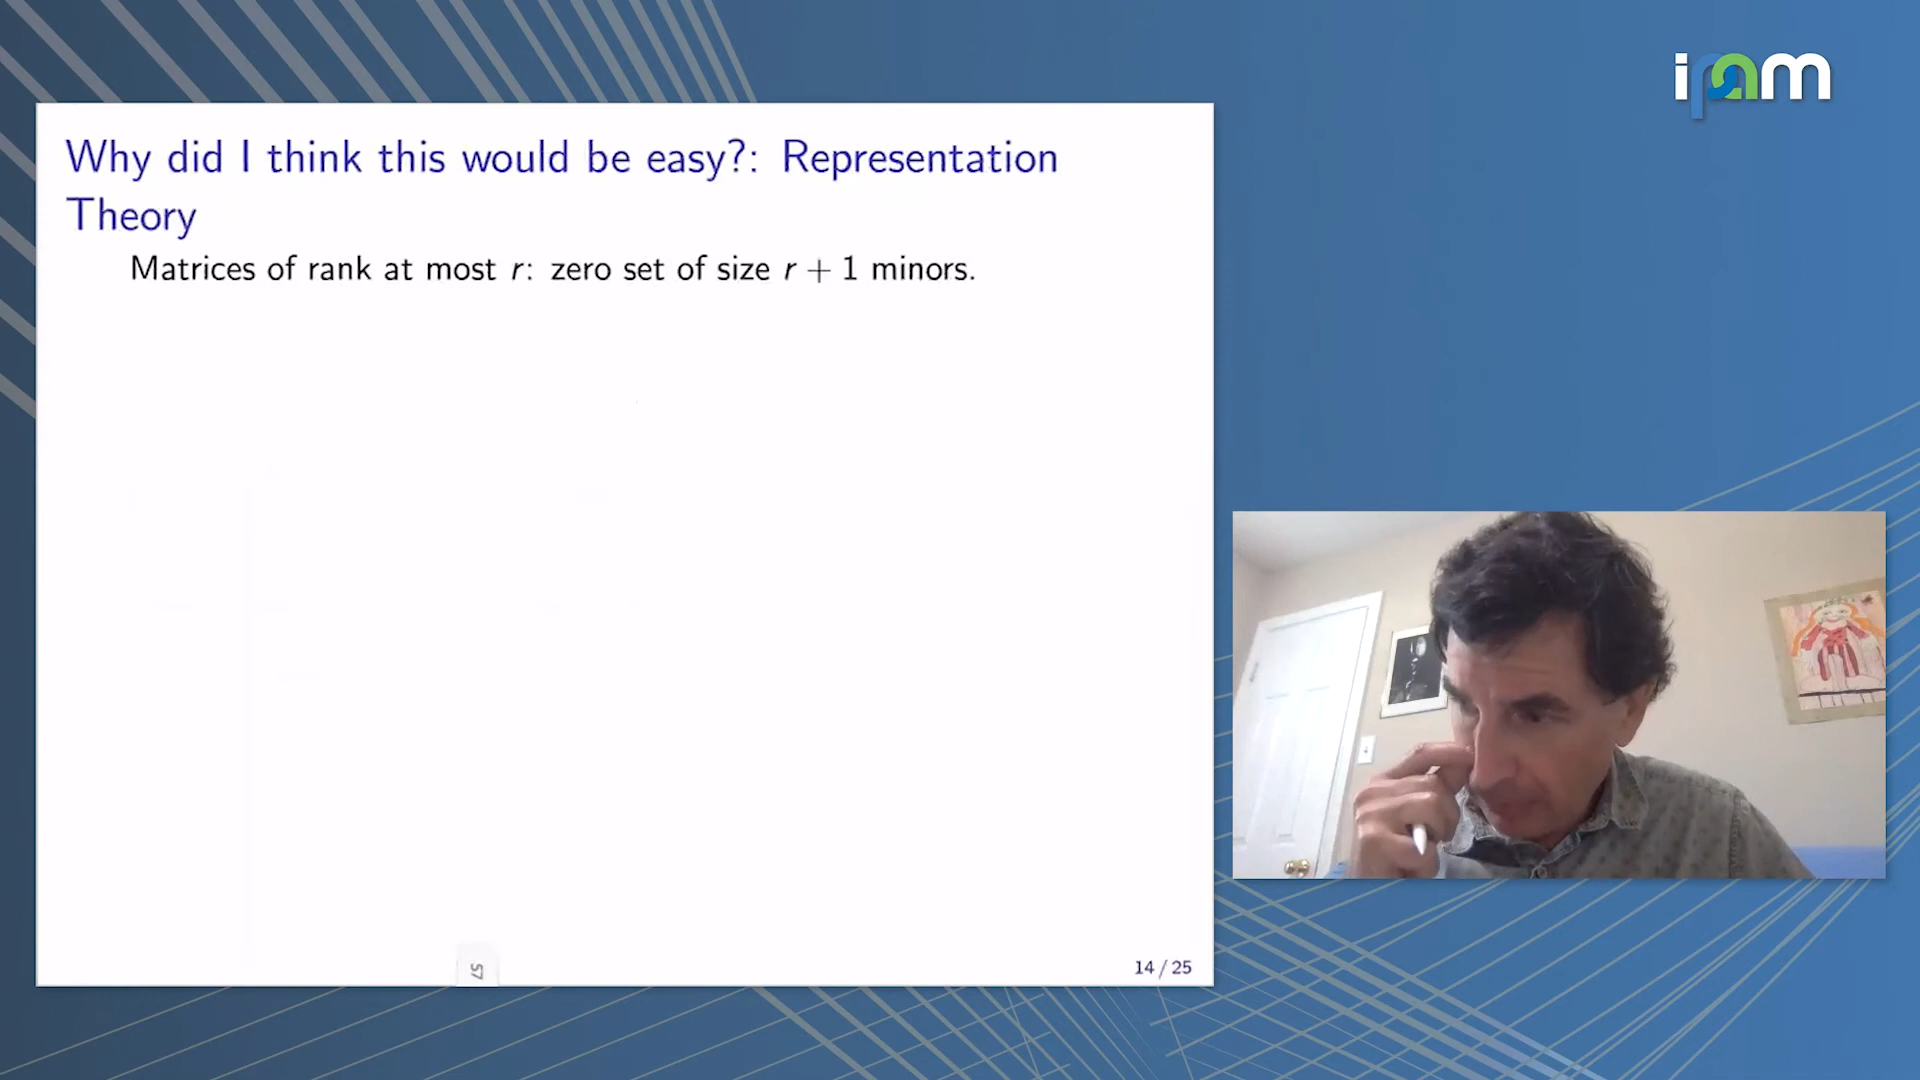 ipam
Why did I think this would be easy?: Representation
Theory
Matrices of rank at most r: zero set of size r + 1 minors.
57
14 / 25